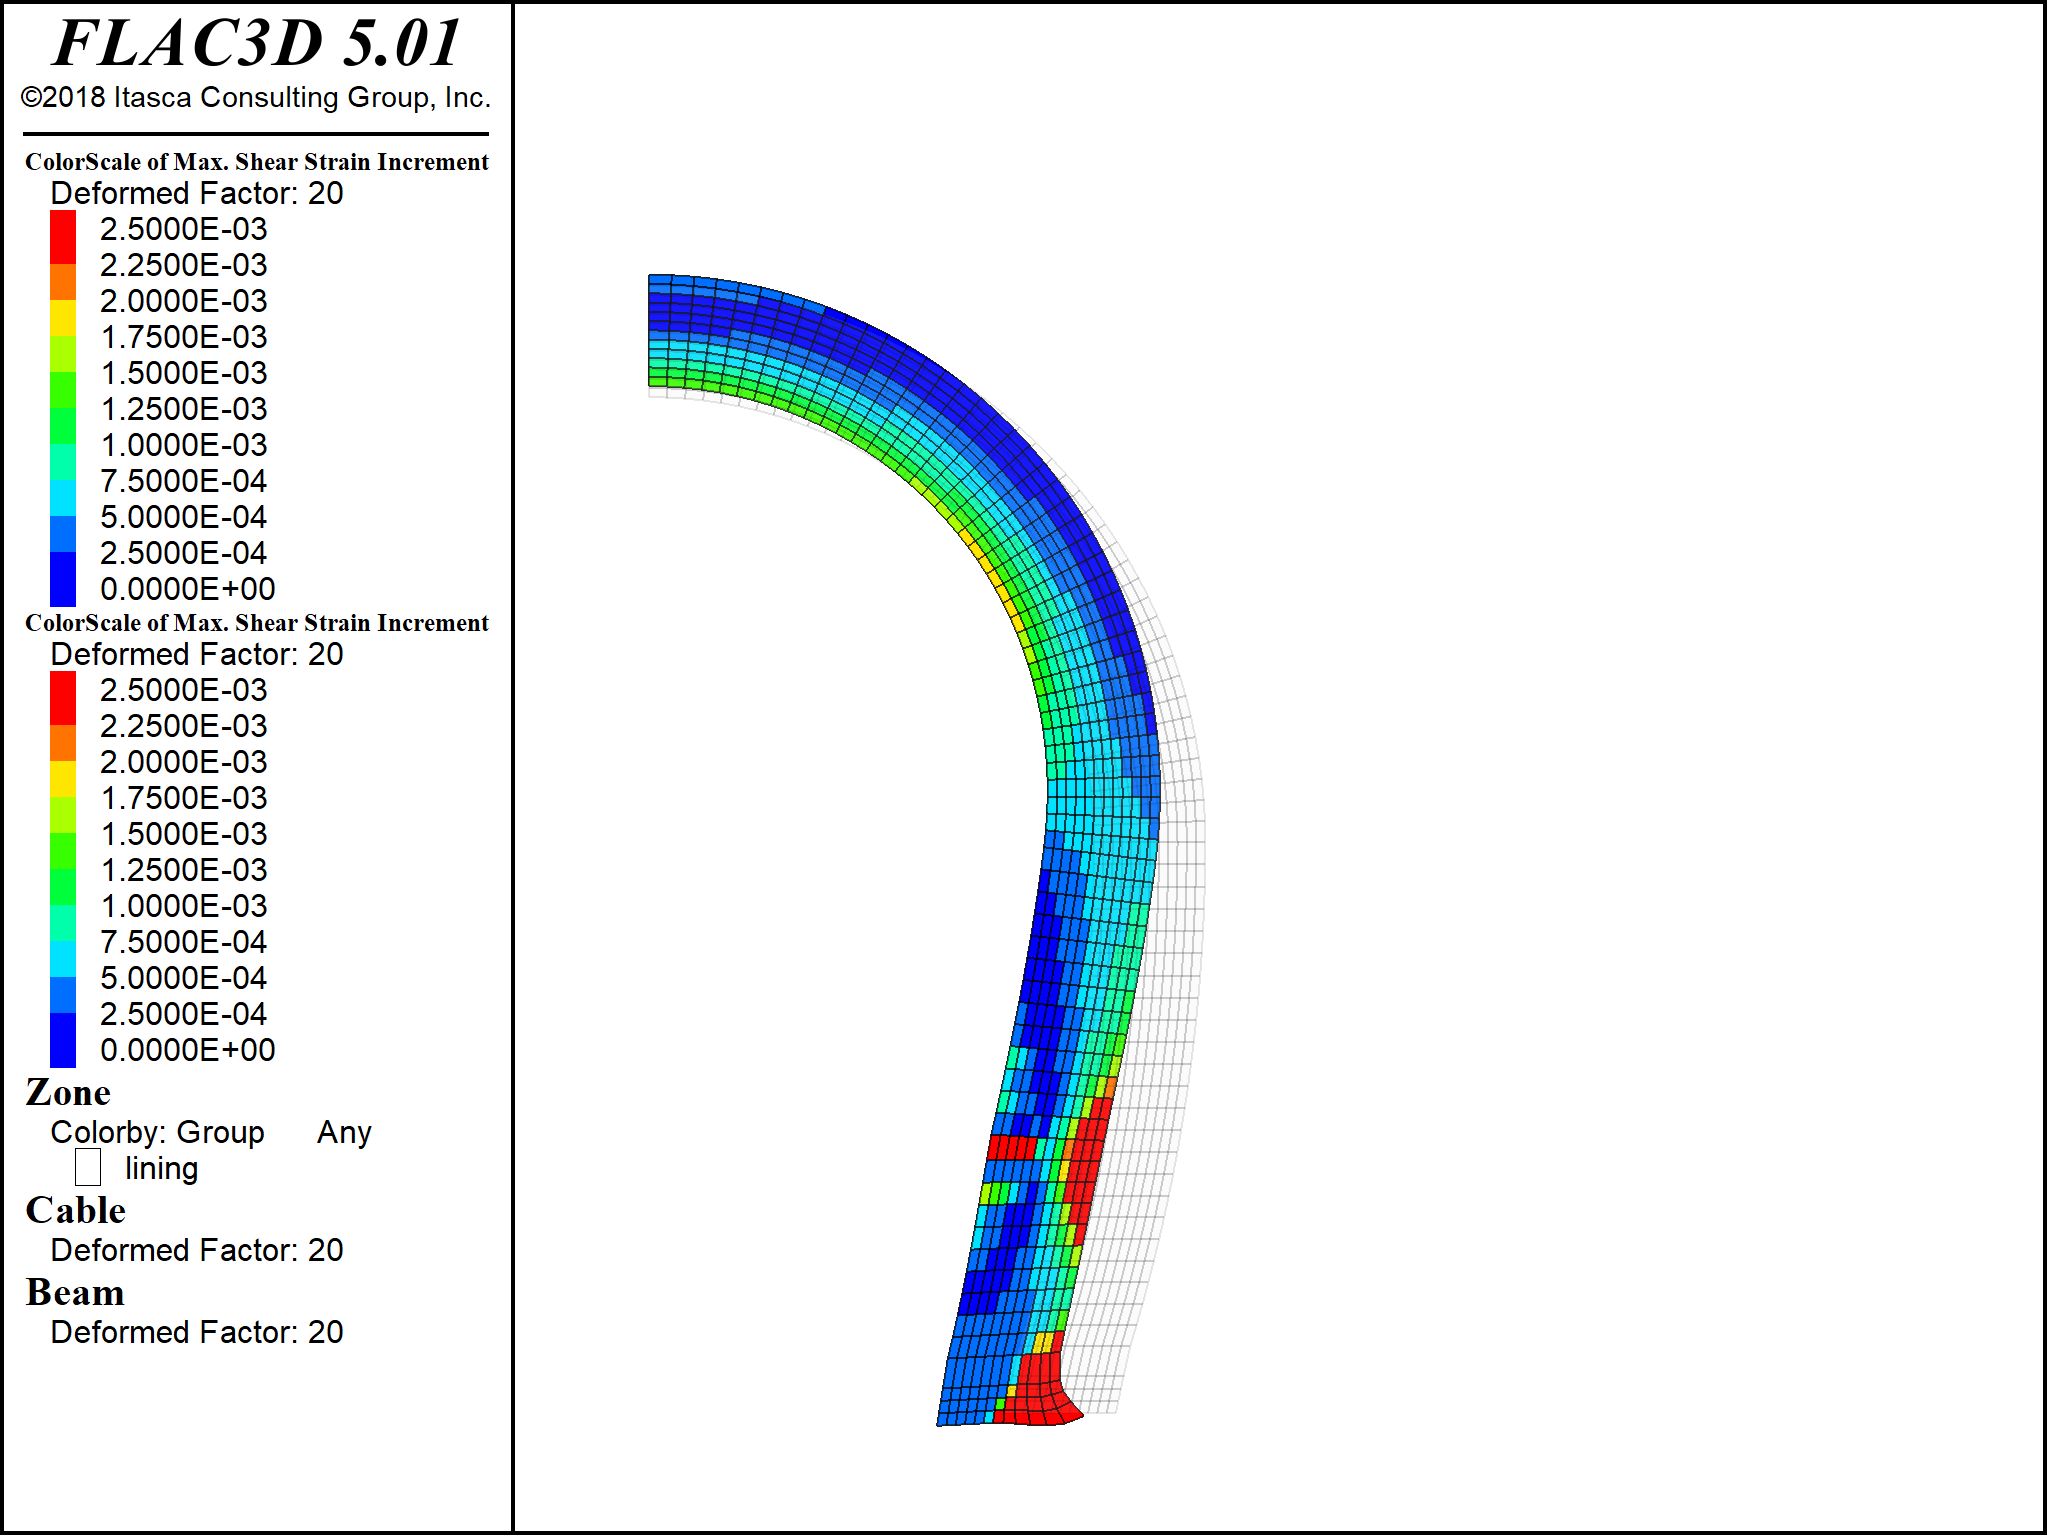 FLAC3D 5.01
©2018 Itasca Consulting Group, Inc.
ColorScale of Max. Shear Strain Increment
Deformed Factor: 20
2.5000E-03
2.2500E-03
2.0000E-03
1.7500E-03
1.5000E-03
1.2500E-03
1.0000E-03
7.5000E-04
5.0000E-04
2.5000E-04
0.0000E+00
ColorScale of Max. Shear Strain Increment
Deformed Factor: 20
2.5000E-03
2.2500E-03
2.0000E-03
1.7500E-03
1.5000E-03
1.2500E-03
1.0000E-03
7.5000E-04
5.0000E-04
2.5000E-04
0.0000E+00
Zone
Colorby: Group Any
lining
Cable
Deformed Factor: 20
Beam
Deformed Factor: 20